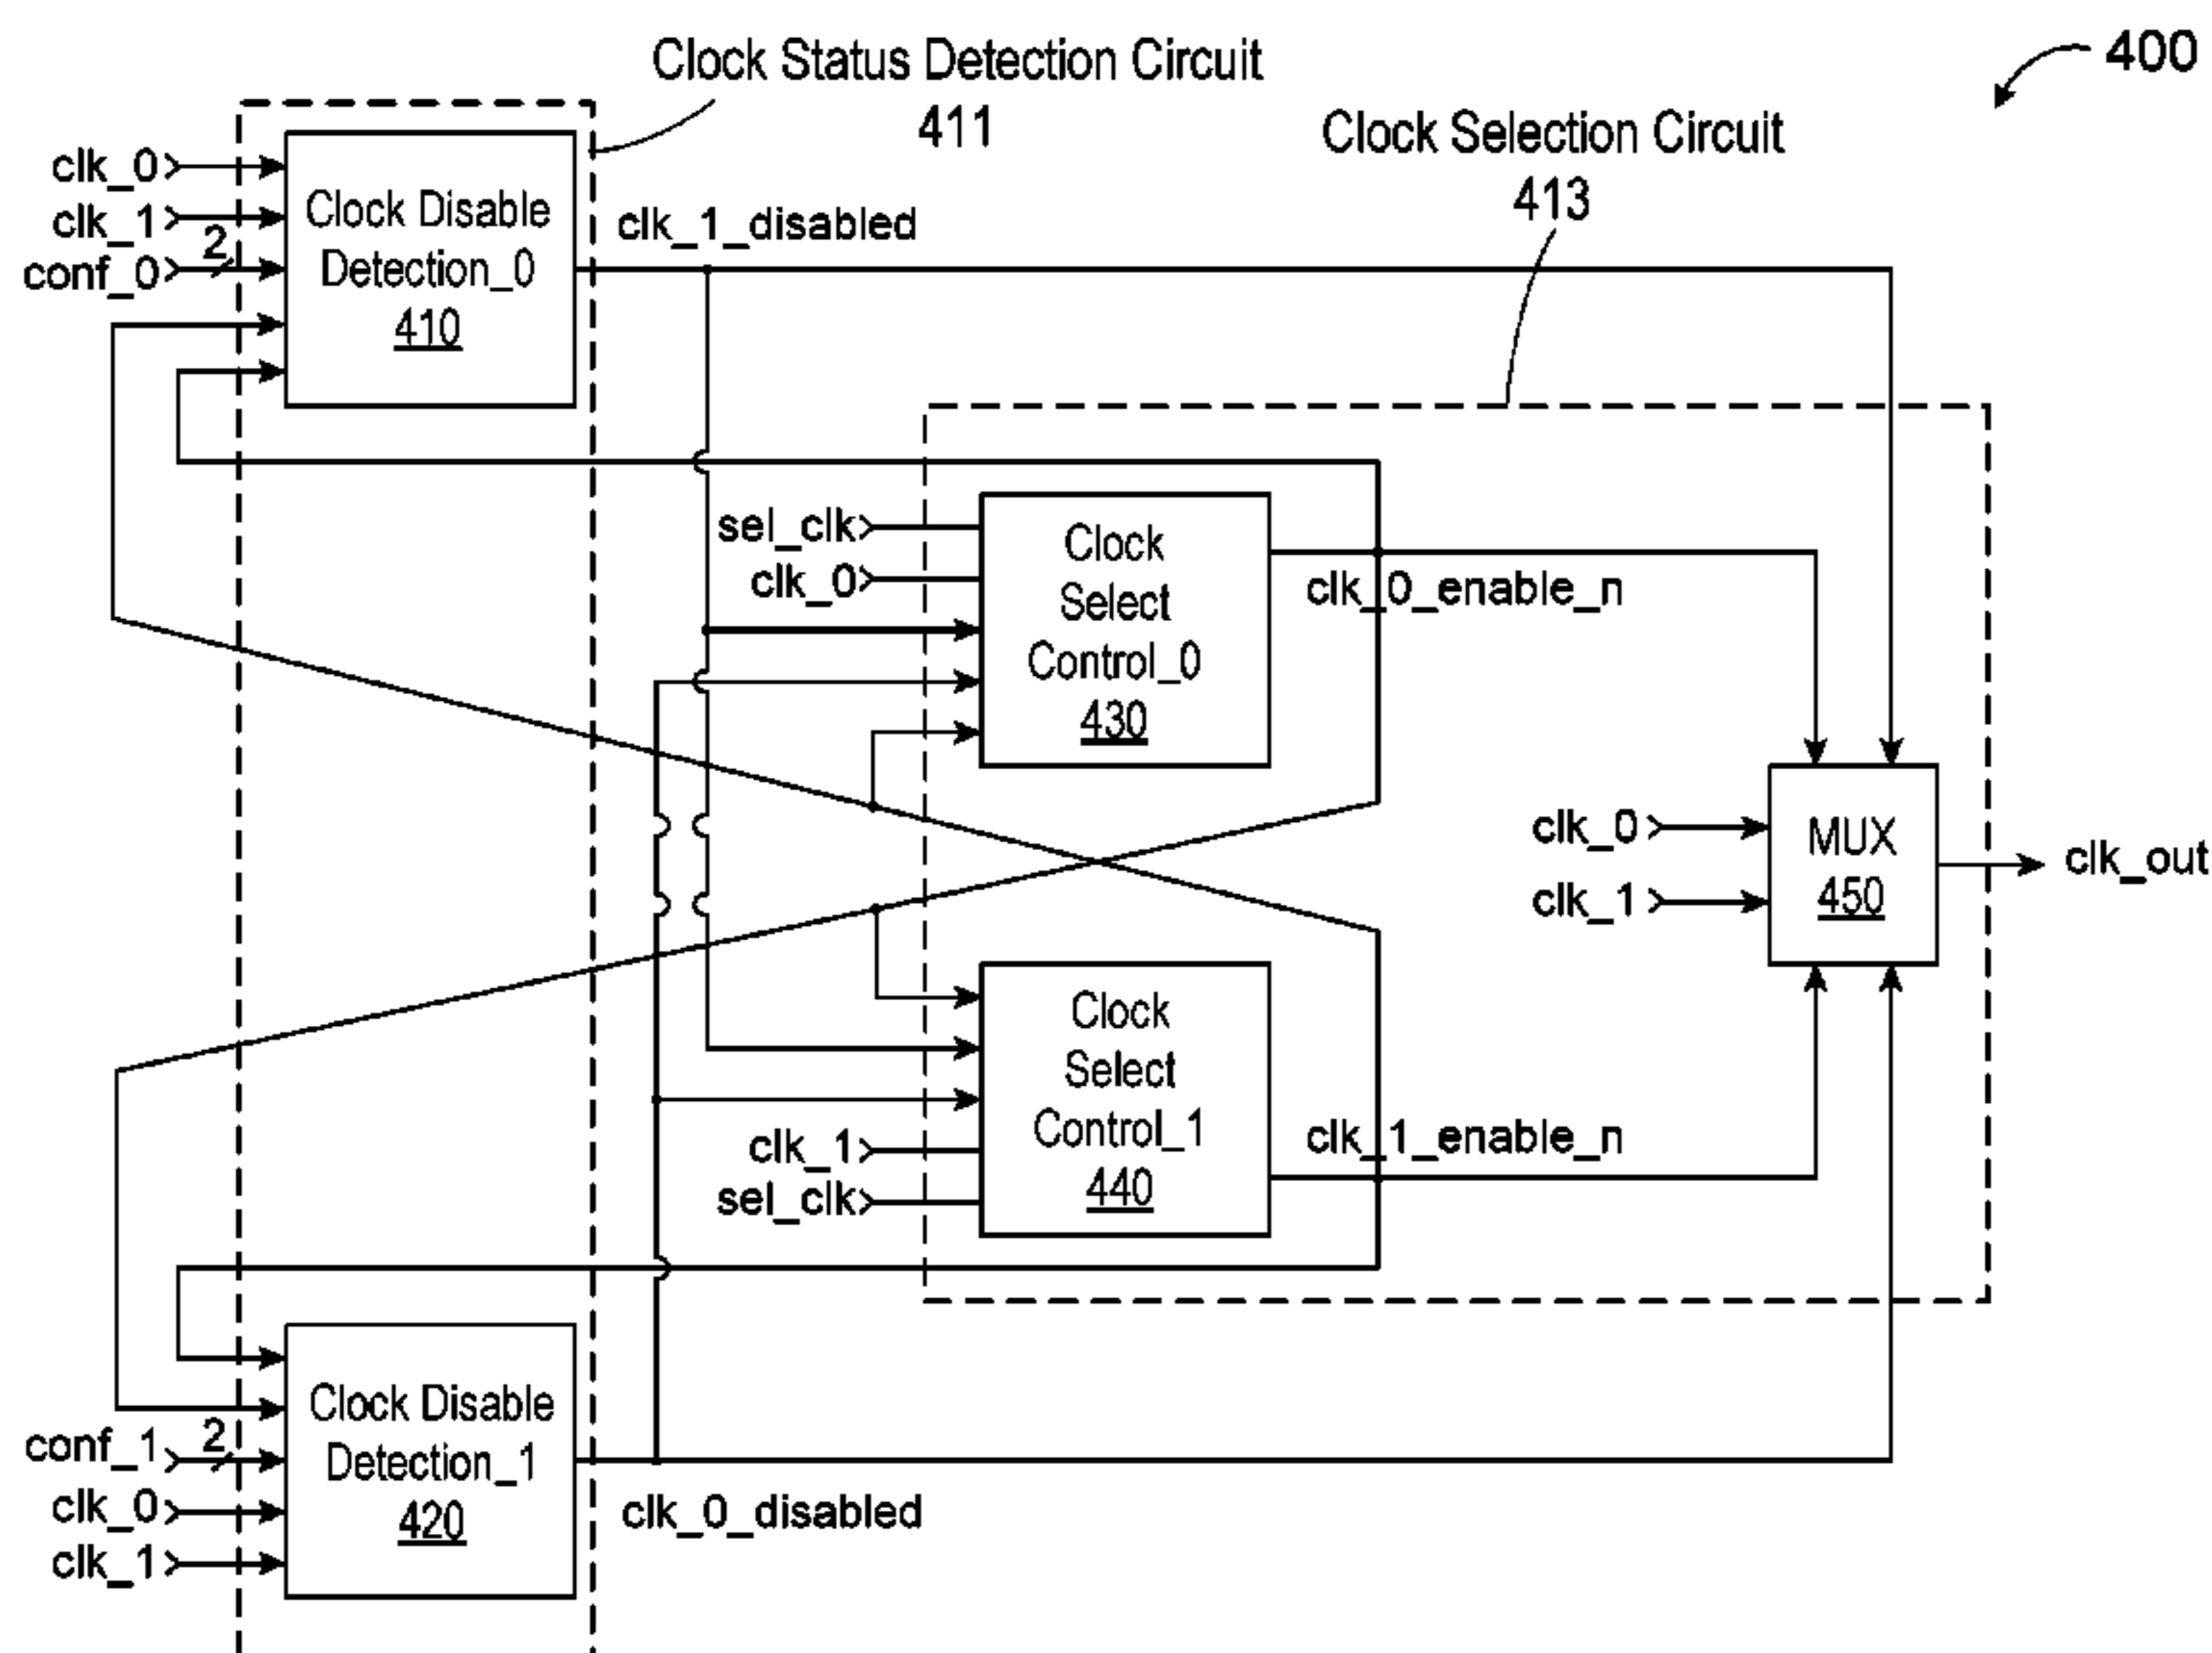 400
Clock Status Detection Circuit
411
Clock Selection Circuit
413
clk_0
clk_1
conf_0
2
Clock Disable
Detection_0
410
clk_1_disabled
sel_clk
clk_0
Clock
Select
Control_0
430
clk_0_enable_n
clk_0
clk_1
MUX
450
clk_out
Clock
Select
Control_1
440
clk_1
sel_clk
clk_1_enable_n
conf_1
2
clk_0
clk_1
Clock Disable
Detection_1
420
clk_0_disabled